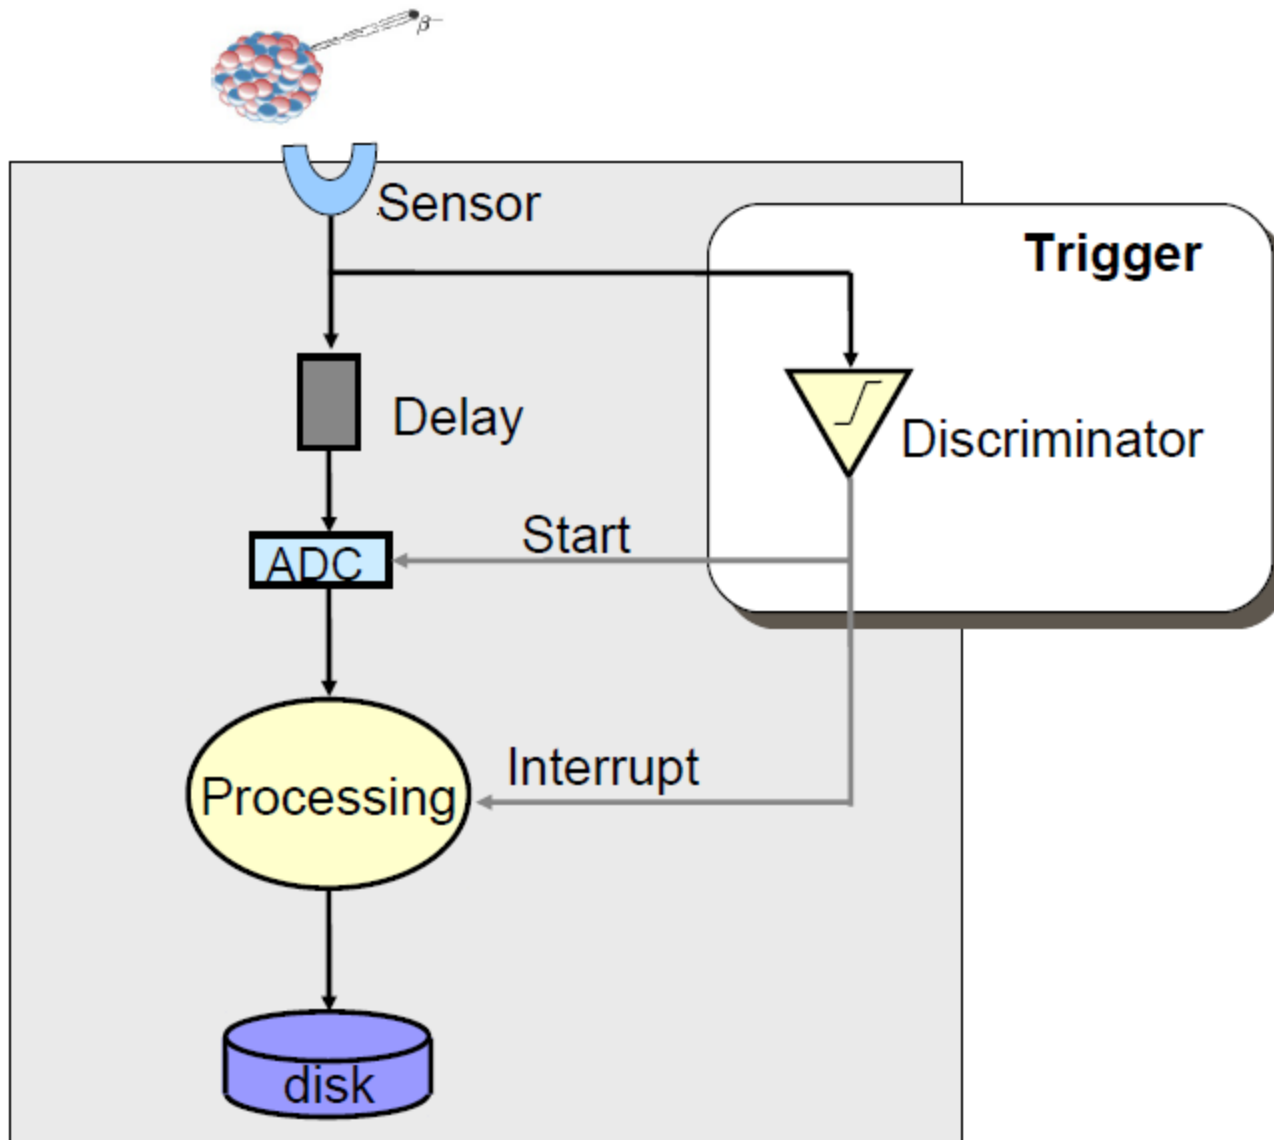 β⁻
Sensor
Trigger
Delay
Discriminator
Start
ADC
Interrupt
Processing
disk